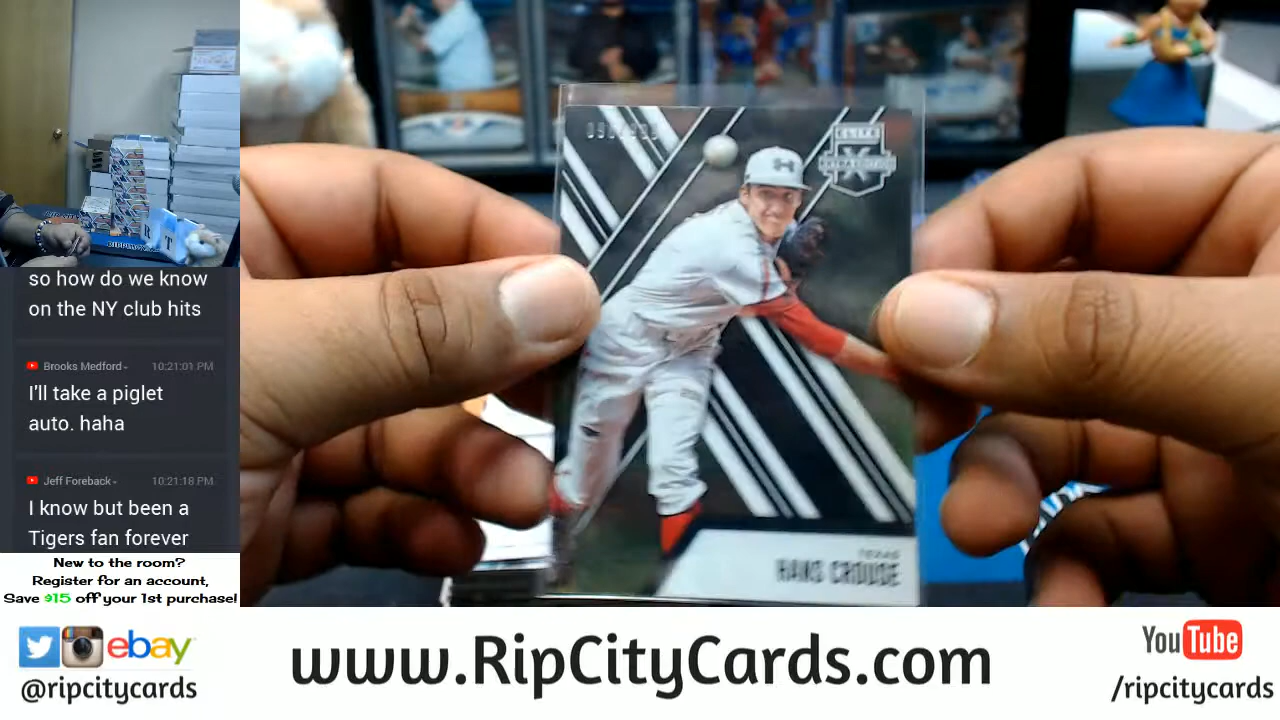 so how do we know
on the NY club hits
Brooks Medford
10:21:01 PM
I'll take a piglet
auto. haha
Jeff Foreback
10:21:18 PM
I know but been a
Tigers fan forever
New to the room?
Register for an account,
Save $15 off your 1st purchase!
ELITE
X
EXTRA EDITION
TEXAS
HANS CROUSE
R
T
ebay
@ripcitycards
www.RipCityCards.com
YouTube
/ripcitycards